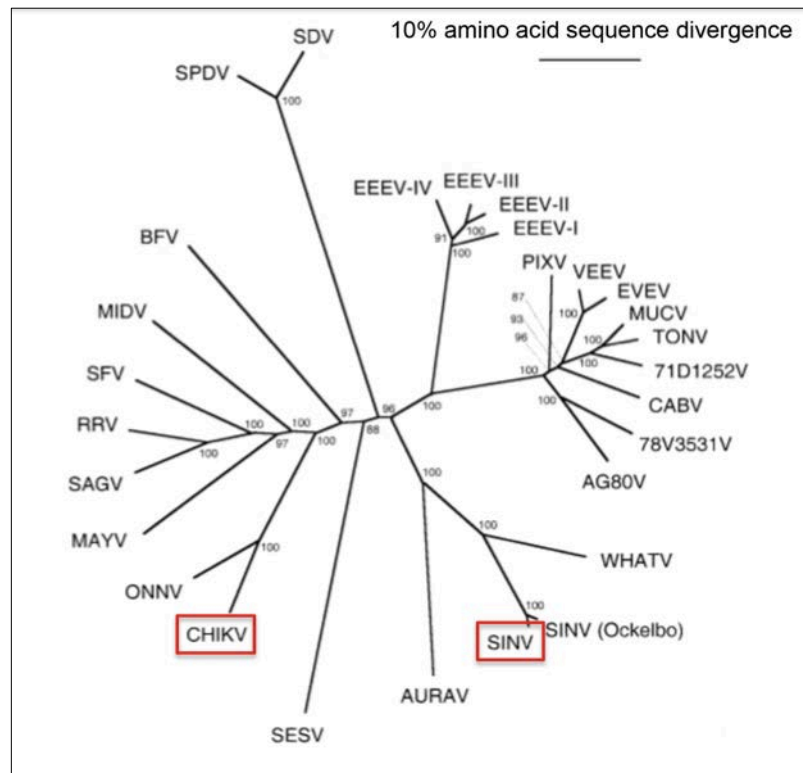 10% amino acid sequence divergence
SDV
SPDV
100
EEEV-IV
EEEV-III
EEEV-II
EEEV-I
91
100
100
BFV
PIXV
VEEV
EVEV
MUCV
TONV
71D1252V
CABV
78V3531V
AG80V
87
93
96
100
100
100
100
100
MIDV
SFV
RRV
SAGV
MAYV
ONNV
CHIKV
100
100
100
97
100
97
88
96
100
100
100
100
100
WHATV
SINV (Ockelbo)
SINV
AURAV
SESV